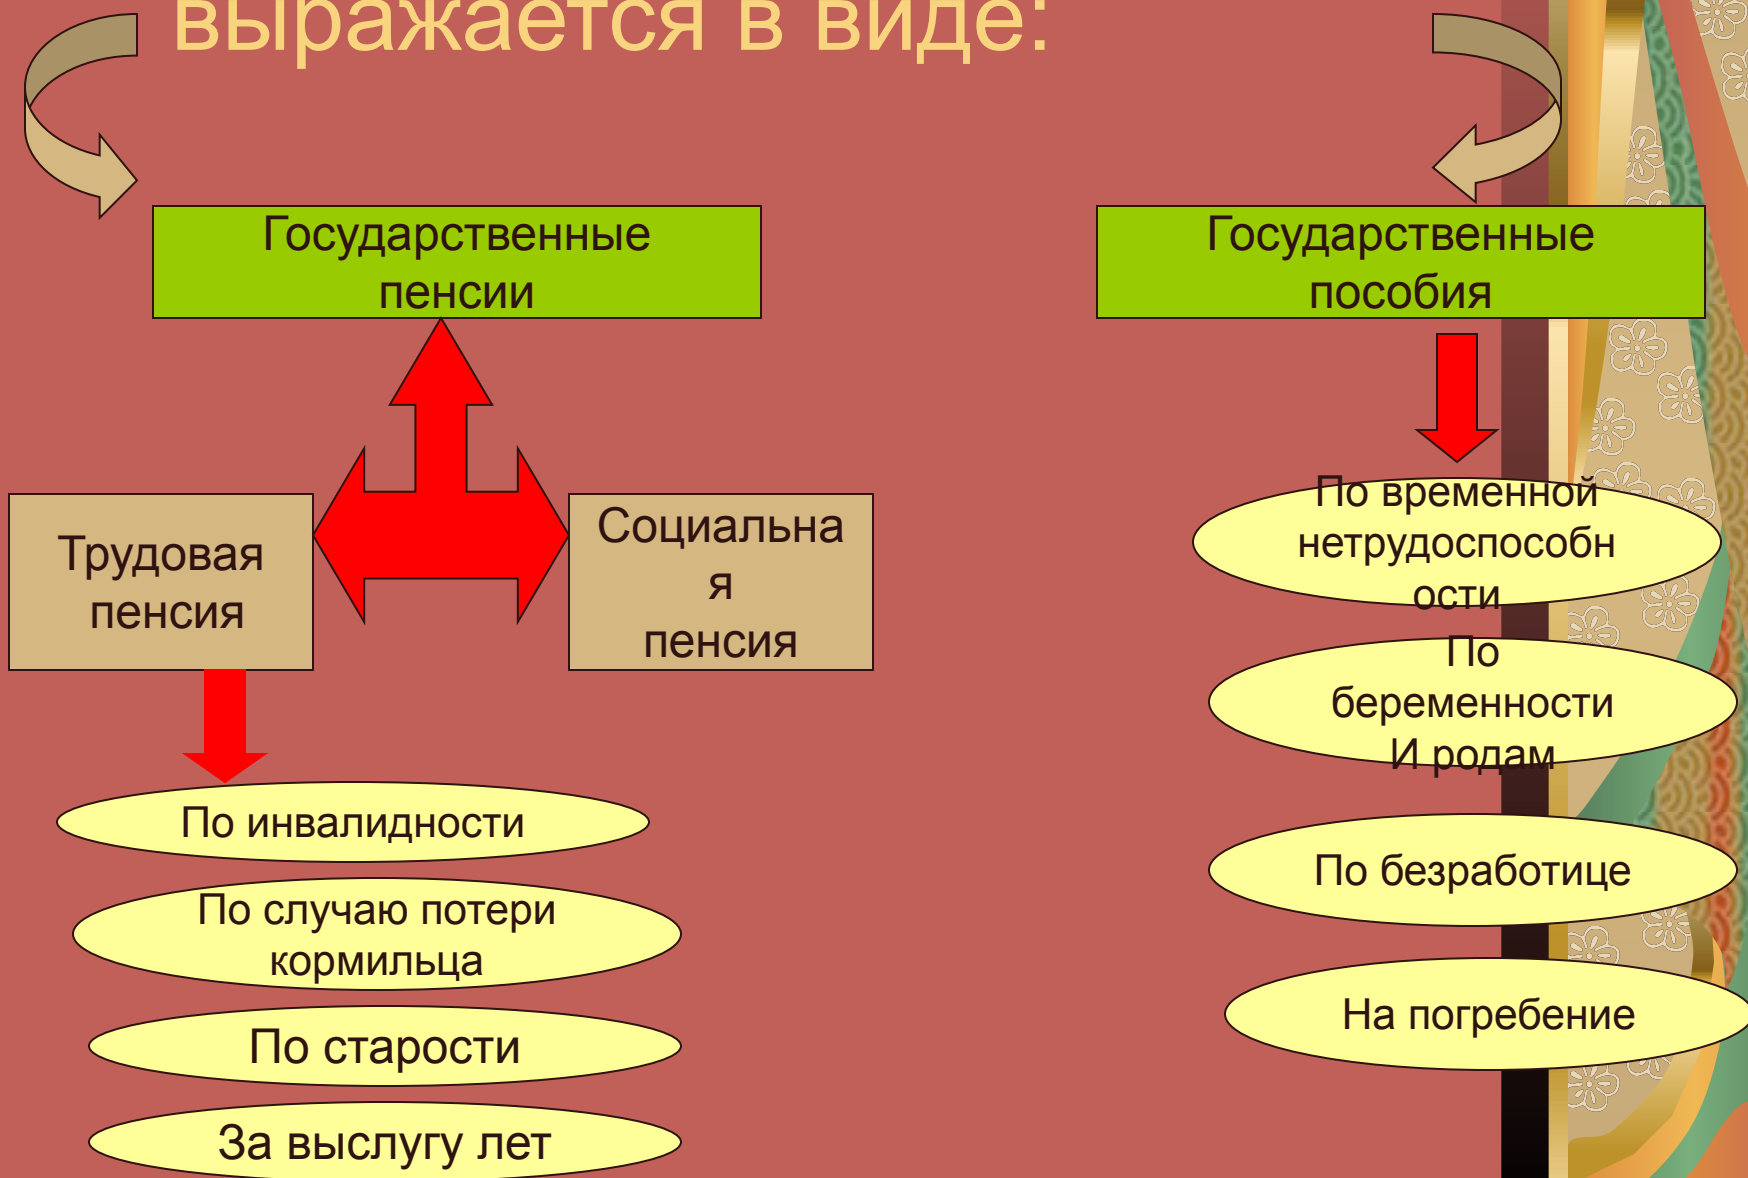 выражается в виде:
Государственные
пенсии
Государственные
пособия
Трудовая
пенсия
Социальна
я
пенсия
По инвалидности
По случаю потери
кормильца
По старости
За выслугу лет
По временной
нетрудоспособн
ости
По
беременности
И родам
По безработице
На погребение